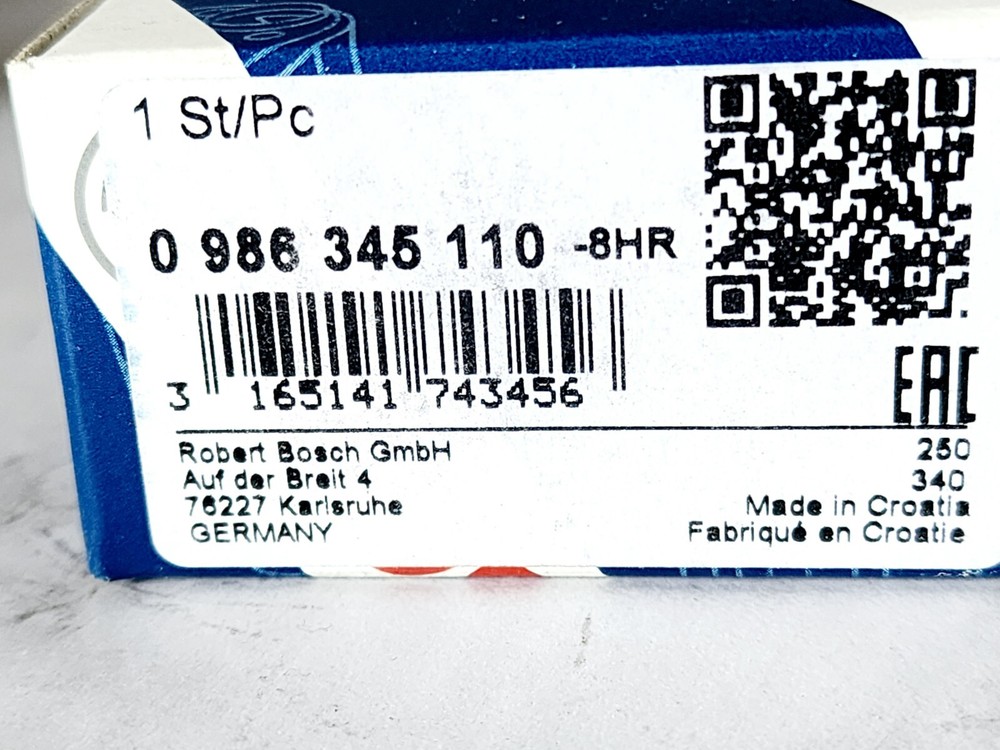 1 St/Pc
0 986 345 110 -8HR
3 165141 743456
EAC
Robert Bosch GmbH
Auf der Breit 4
76227 Karlsruhe
GERMANY
250
340
Made in Croatia
Fabriqué en Croatie